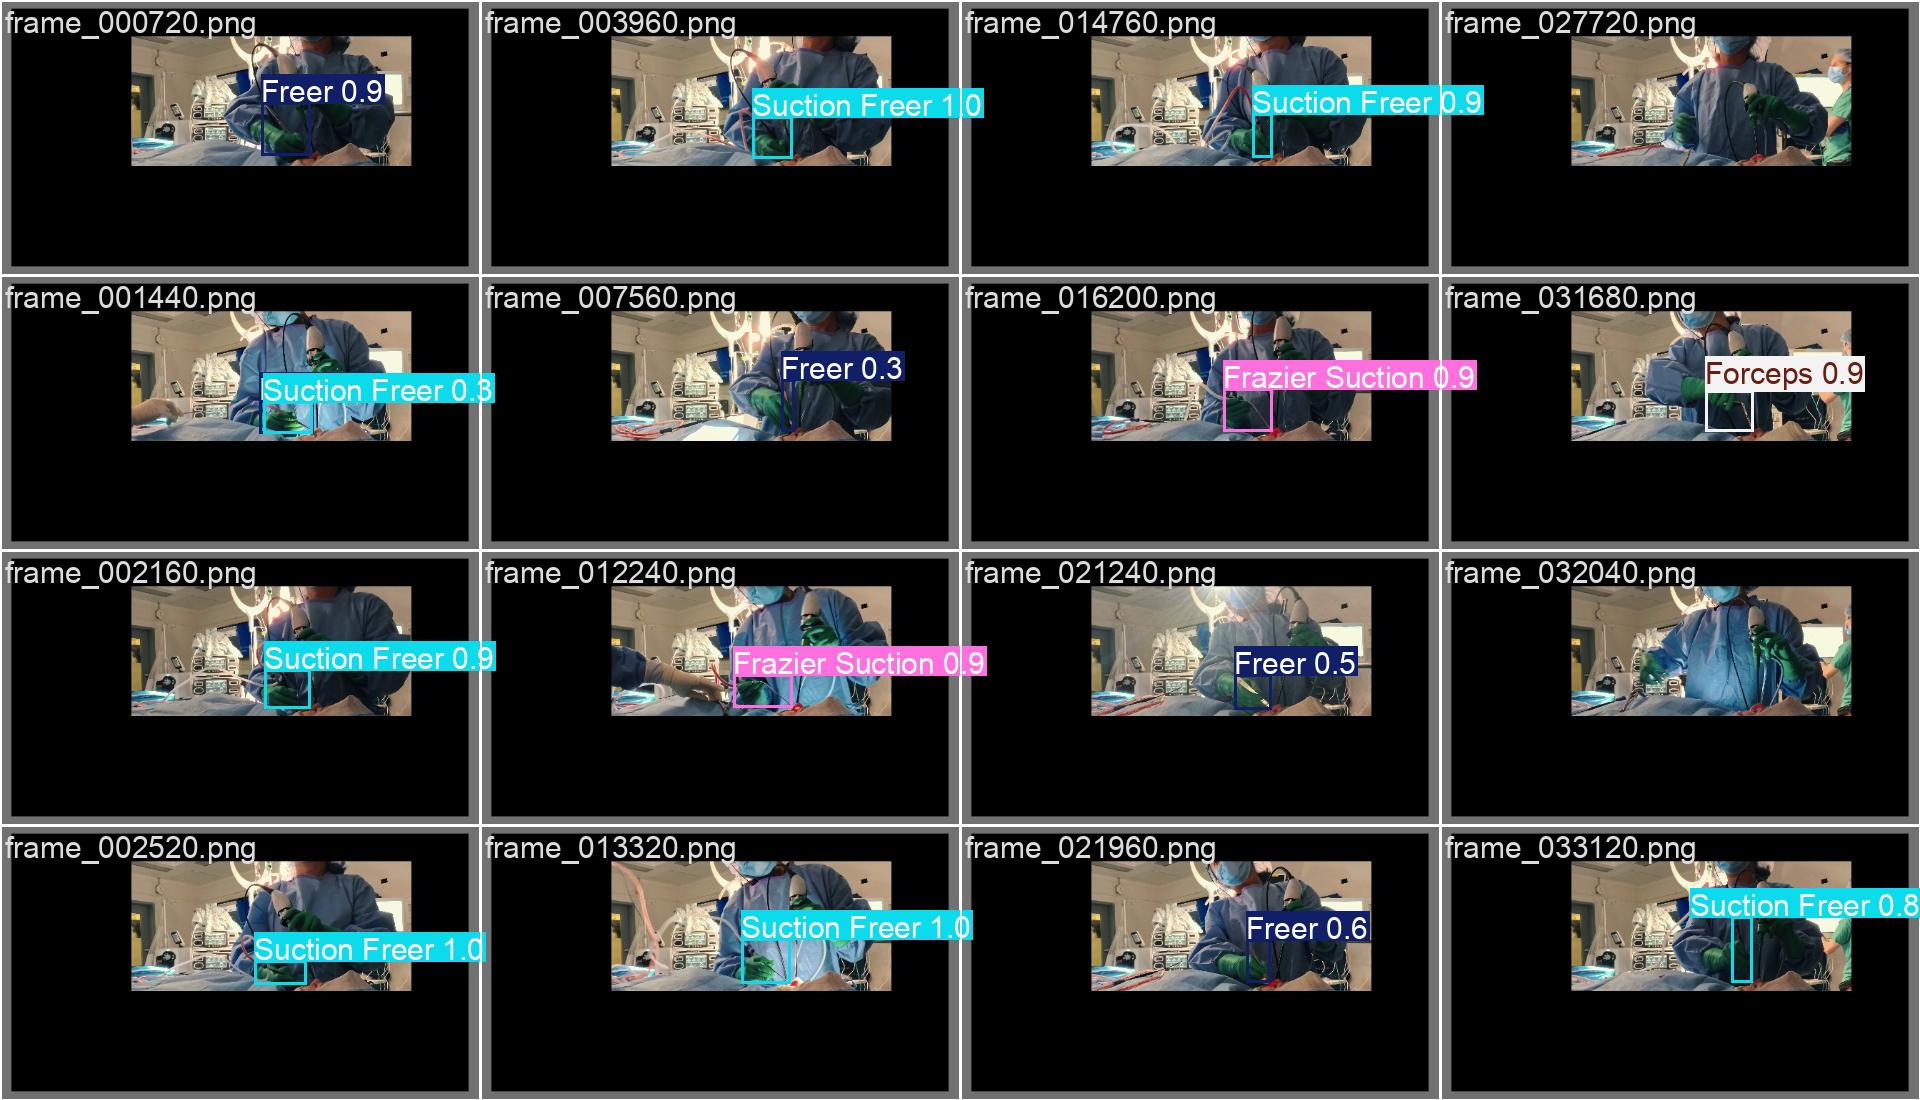 frame_000720.png
Freer 0.9
frame_003960.png
Suction Freer 1.0
frame_014760.png
Suction Freer 0.9
frame_027720.png
frame_001440.png
Suction Freer 0.3
frame_007560.png
Freer 0.3
frame_016200.png
Frazier Suction 0.9
frame_031680.png
Forceps 0.9
frame_002160.png
Suction Freer 0.9
frame_012240.png
Frazier Suction 0.9
frame_021240.png
Freer 0.5
frame_032040.png
frame_002520.png
Suction Freer 1.0
frame_013320.png
Suction Freer 1.0
frame_021960.png
Freer 0.6
frame_033120.png
Suction Freer 0.8